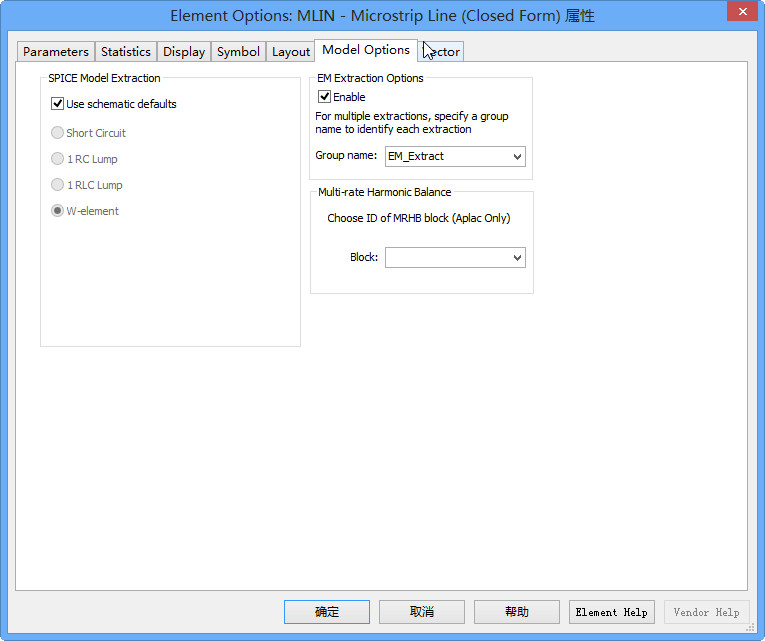 Element Options: MLIN - Microstrip Line (Closed Form) 属性
Parameters Statistics Display Symbol Layout Model Options
SPICE Model Extraction
Use schematic defaults
Short Circuit
1 RC Lump
1 RLC Lump
W-element
EM Extraction Options
Enable
For multiple extractions, specify a group
name to identify each extraction
Group name: EM_Extract
Multi-rate Harmonic Balance
Choose ID of MRHB block (Aplac Only)
Block:
确定 取消 帮助 Element Help Vendor Help